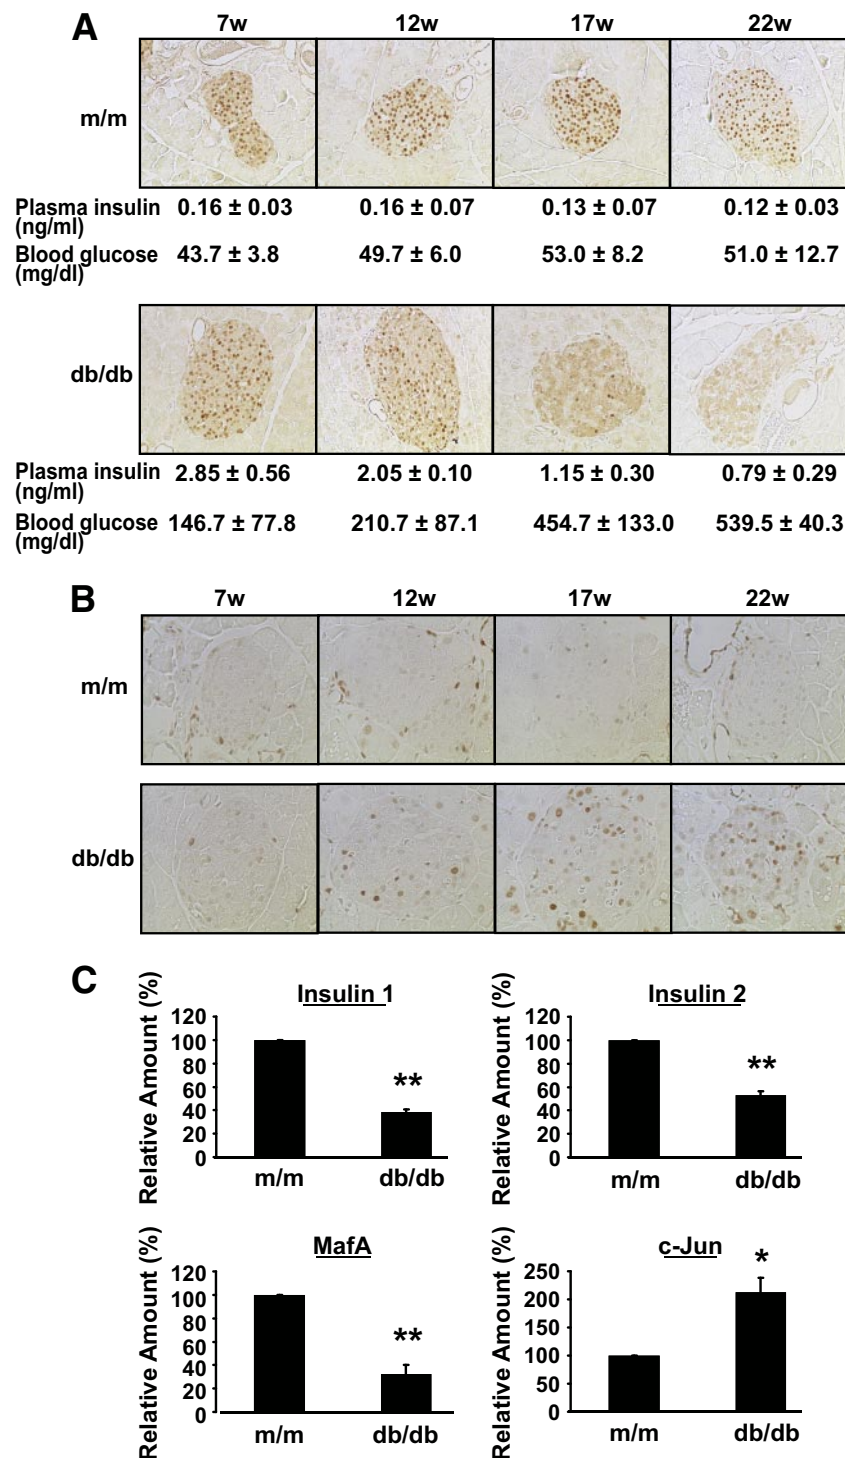 A
7w 12w 17w 22w
m/m
Plasma insulin 0.16 ± 0.03 0.16 ± 0.07 0.13 ± 0.07 0.12 ± 0.03
(ng/ml)
Blood glucose 43.7 ± 3.8 49.7 ± 6.0 53.0 ± 8.2 51.0 ± 12.7
(mg/dl)
db/db
Plasma insulin 2.85 ± 0.56 2.05 ± 0.10 1.15 ± 0.30 0.79 ± 0.29
(ng/ml)
Blood glucose 146.7 ± 77.8 210.7 ± 87.1 454.7 ± 133.0 539.5 ± 40.3
(mg/dl)
B
7w 12w 17w 22w
m/m
db/db
C
Insulin 1
Relative Amount (%)
120
100
80
60
40
20
0
**
m/m db/db
Insulin 2
Relative Amount (%)
120
100
80
60
40
20
0
**
m/m db/db
MafA
Relative Amount (%)
120
100
80
60
40
20
0
**
m/m db/db
c-Jun
Relative Amount (%)
250
200
150
100
50
0
*
m/m db/db